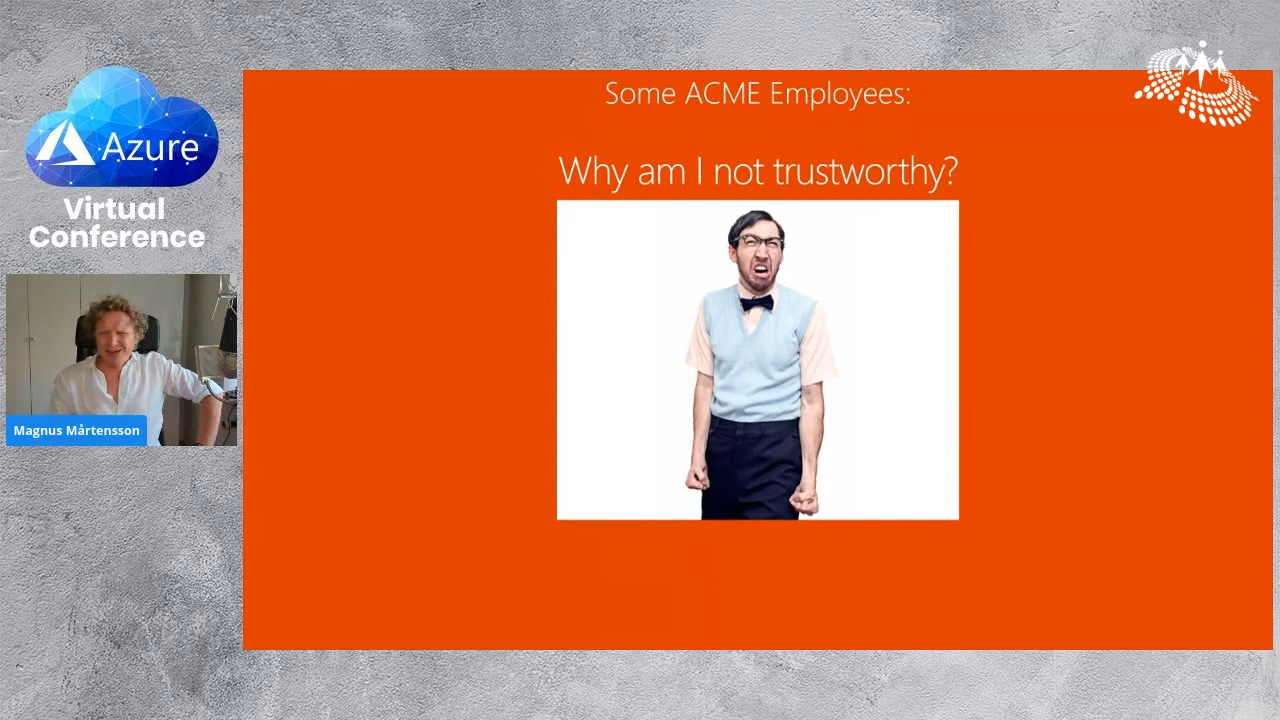 Azure
Virtual
Conference
Magnus Mårtensson
Some ACME Employees:
Why am I not trustworthy?